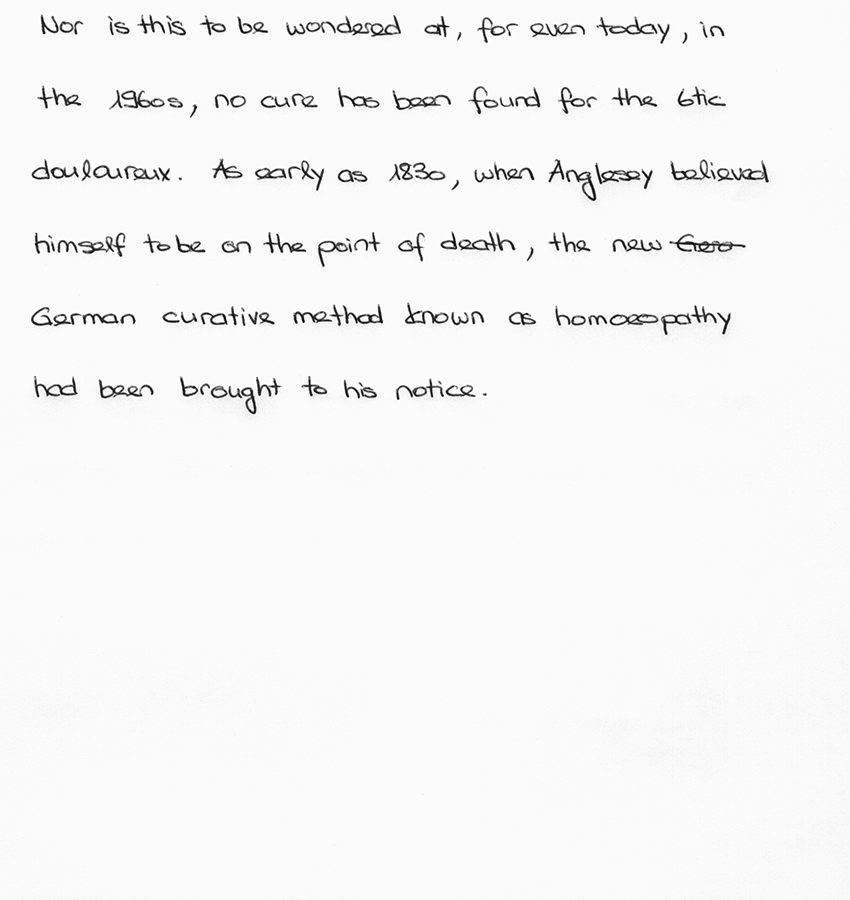 Nor is this to be wondered at, for even today, in
the 1960s, no cure has been found for the 6tic
douloureux. As early as 1830, when Anglesey believed
himself to be on the point of death, the new
German curative method known as homoeopathy
had been brought to his notice.